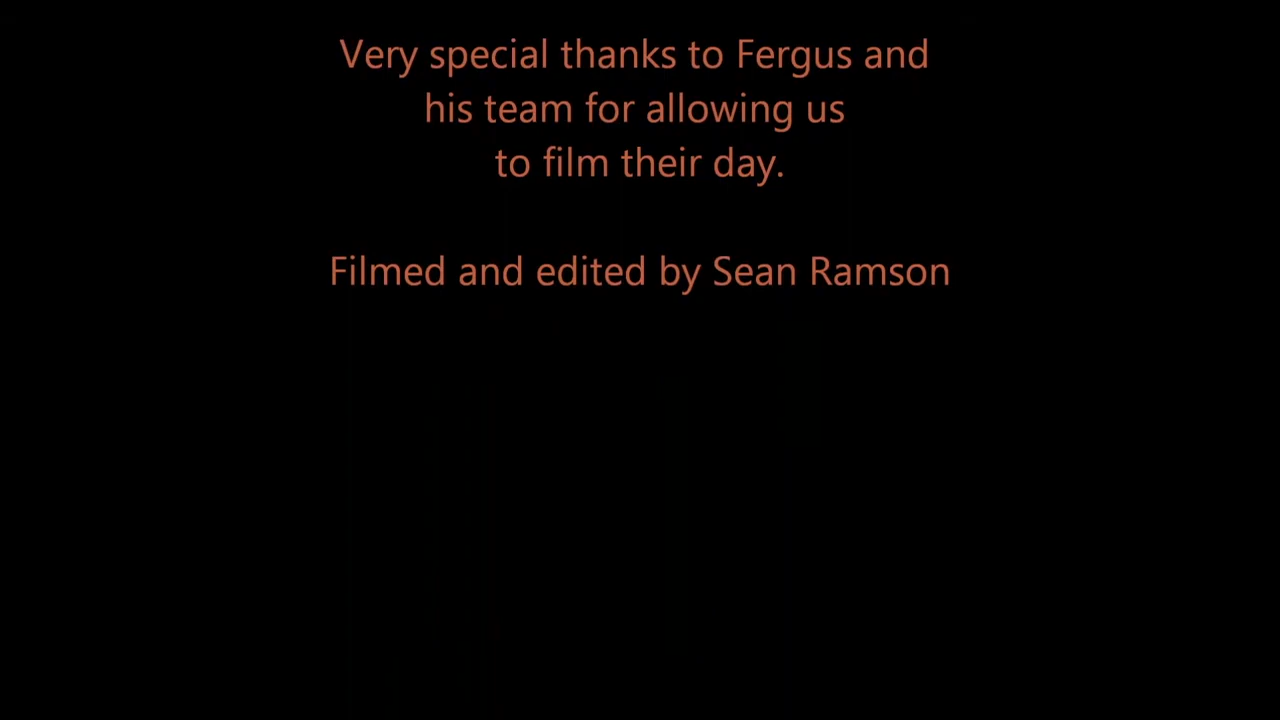 Very special thanks to Fergus and
his team for allowing us
to film their day.
Filmed and edited by Sean Ramson